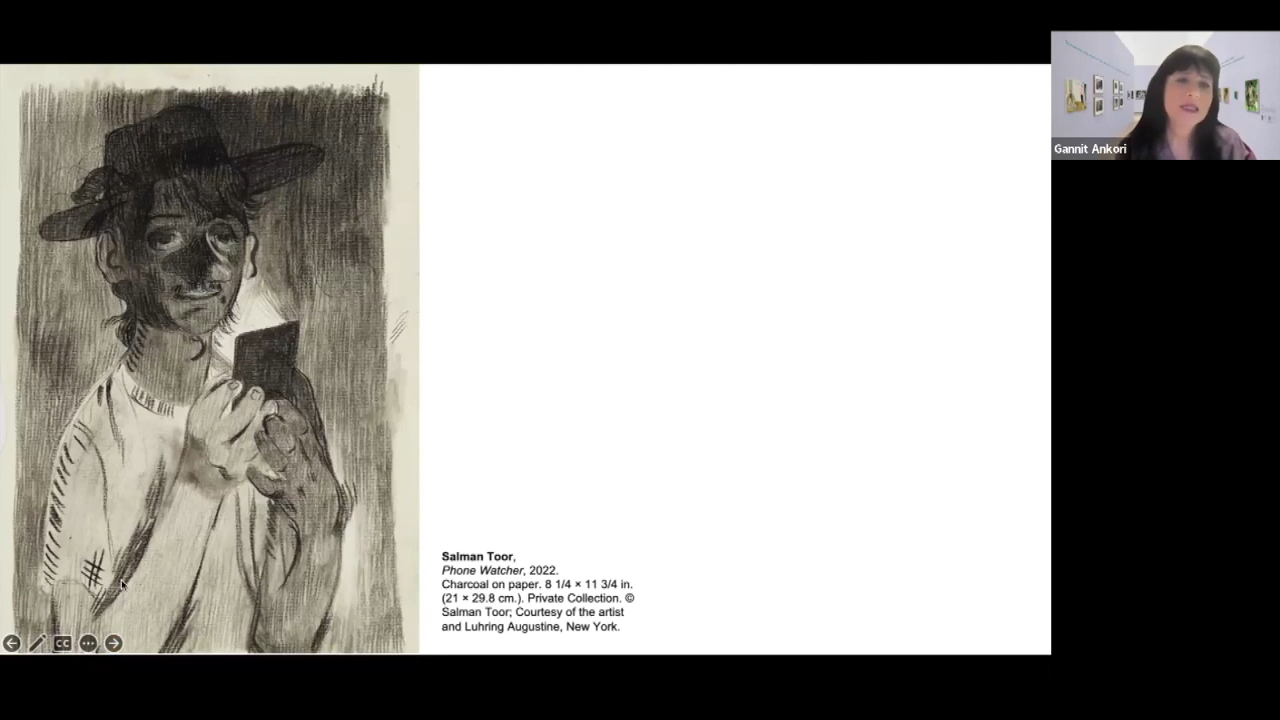 Gannit Ankori
Salman Toor,
Phone Watcher, 2022.
Charcoal on paper. 8 1/4 × 11 3/4 in.
(21 × 29.8 cm.). Private Collection. ©
Salman Toor; Courtesy of the artist
and Luhring Augustine, New York.
CC